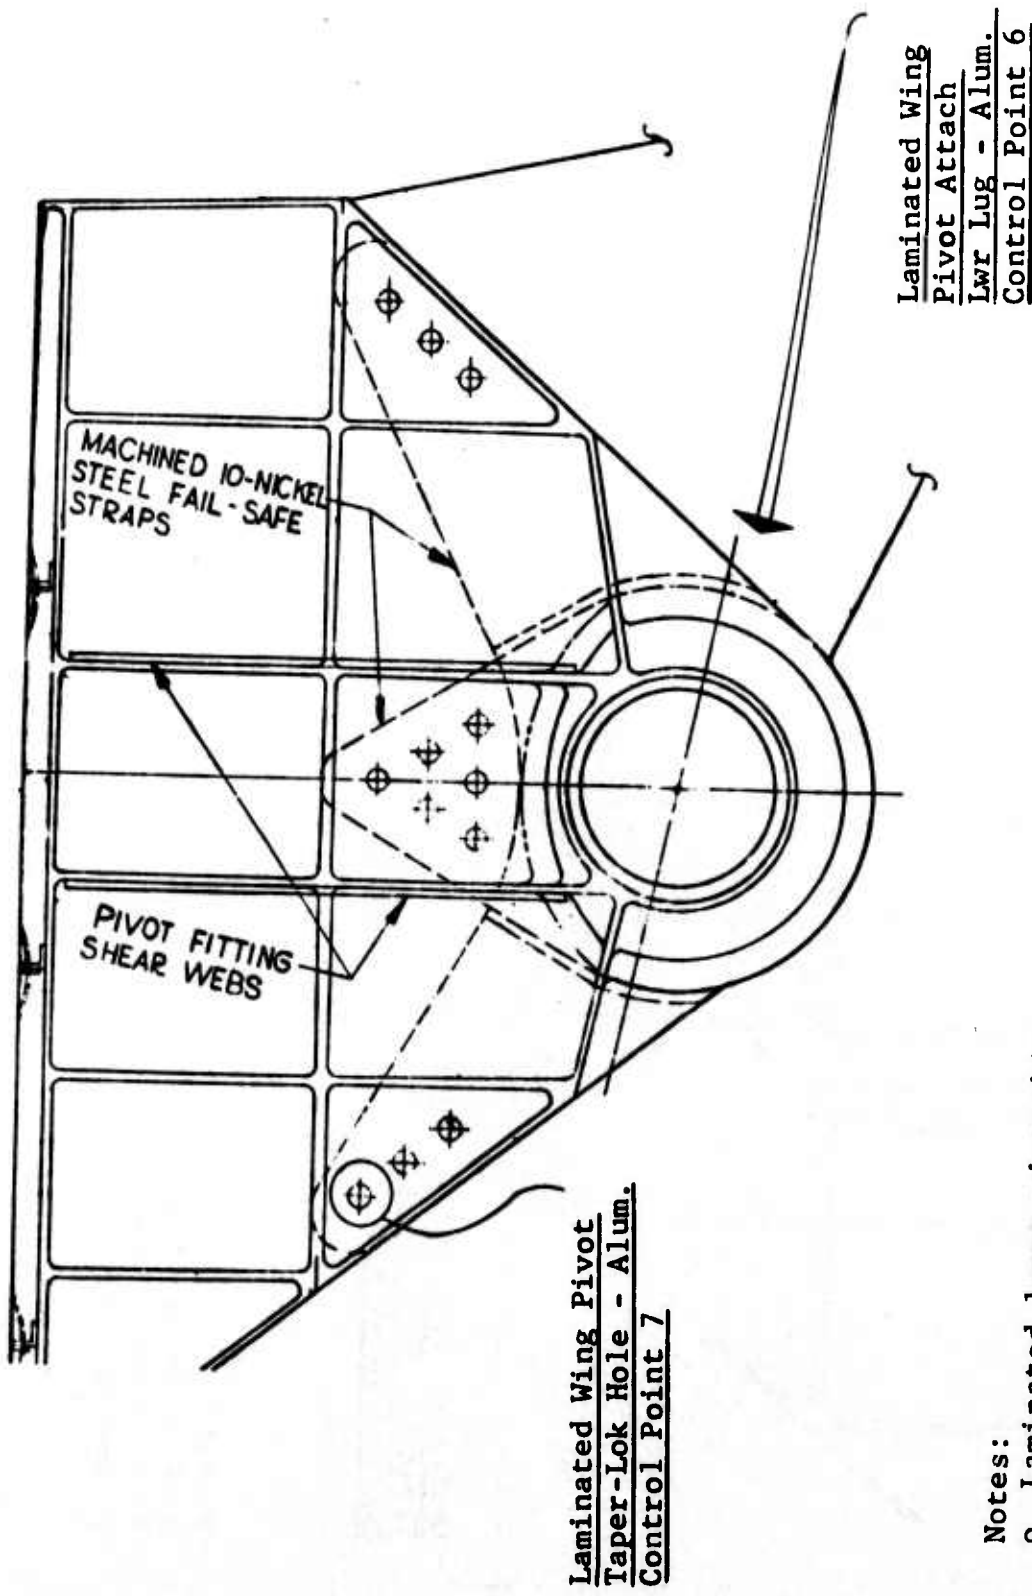 MACHINED 10-NICKEL
STEEL FAIL-SAFE
STRAPS
PIVOT FITTING
SHEAR WEBS
Laminated Wing
Pivot Attach
Lwr Lug - Alum.
Control Point 6
Laminated Wing Pivot
Taper-Lok Hole - Alum.
Control Point 7
Notes:
Laminated